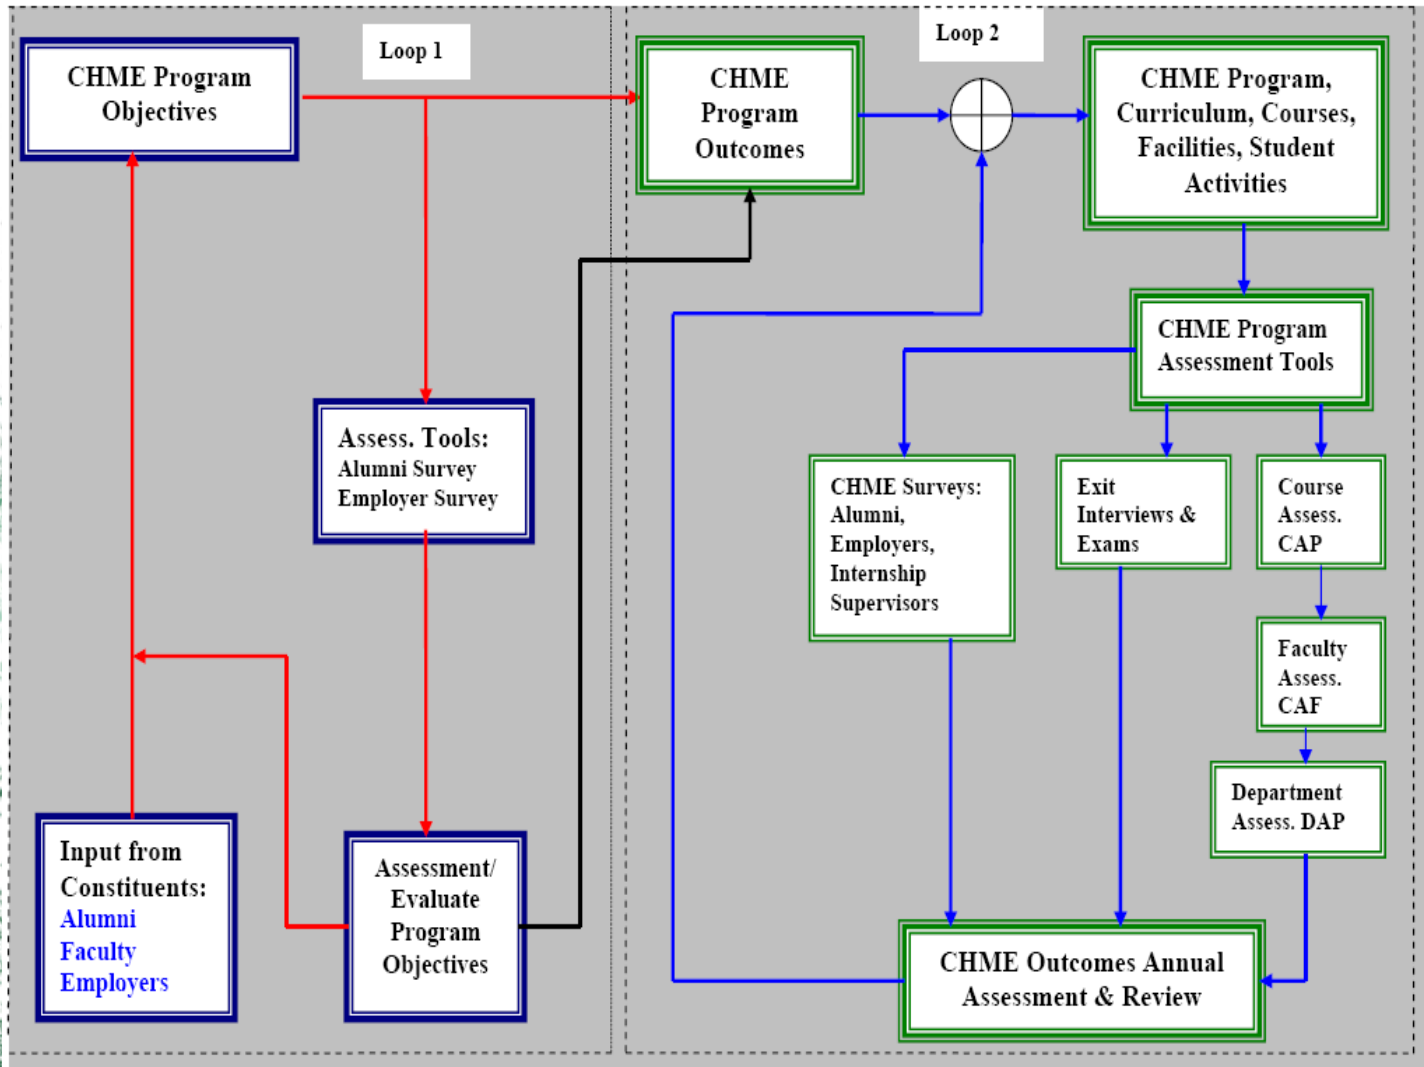 Loop 1
CHME Program
Objectives
Assess. Tools:
Alumni Survey
Employer Survey
Input from
Constituents:
Alumni
Faculty
Employers
Assessment/
Evaluate
Program
Objectives
Loop 2
CHME
Program
Outcomes
CHME Program,
Curriculum, Courses,
Facilities, Student
Activities
CHME Program
Assessment Tools
CHME Surveys:
Alumni,
Employers,
Internship
Supervisors
Exit
Interviews &
Exams
Course
Assess.
CAP
Faculty
Assess.
CAF
Department
Assess. DAP
CHME Outcomes Annual
Assessment & Review